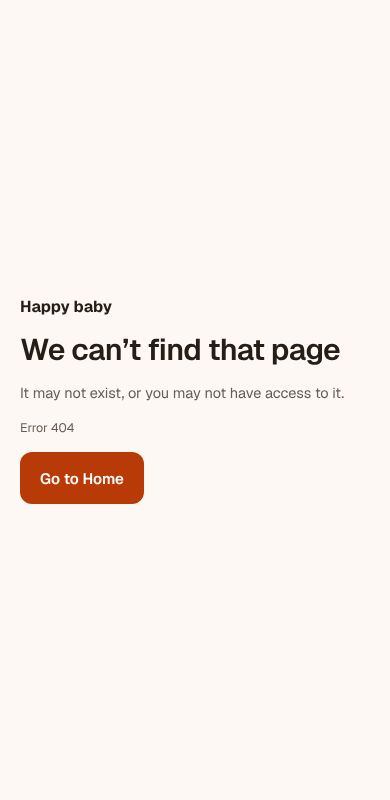 Happy baby
We can’t find that page
It may not exist, or you may not have access to it.
Error 404
Go to Home